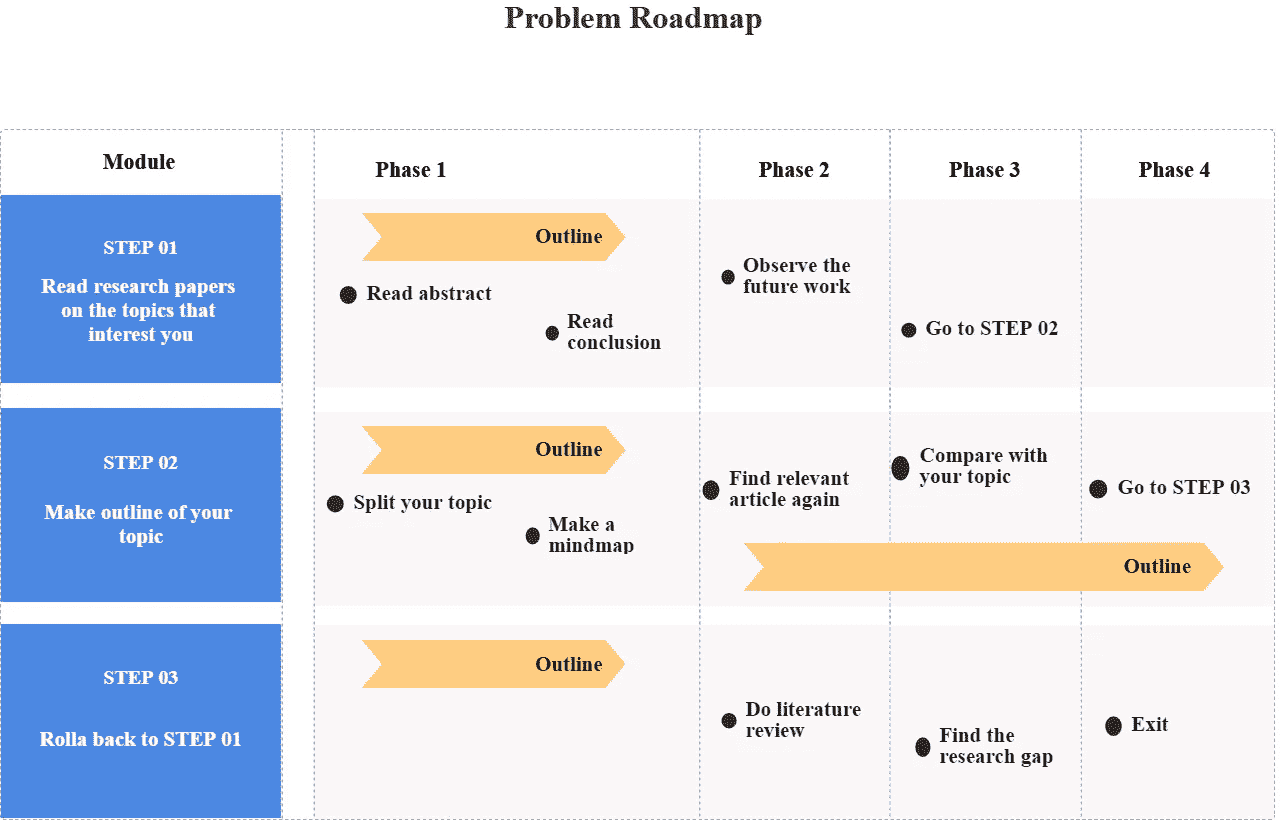 Problem Roadmap
Module
Phase 1
Phase 2
Phase 3
Phase 4
STEP 01
Read research papers
on the topics that
interest you
Outline
Read abstract
Read
conclusion
Observe the
future work
Go to STEP 02
STEP 02
Make outline of your
topic
Outline
Split your topic
Make a
mindmap
Find relevant
article again
Compare with
your topic
Go to STEP 03
Outline
STEP 03
Rolla back to STEP 01
Outline
Do literature
review
Find the
research gap
Exit